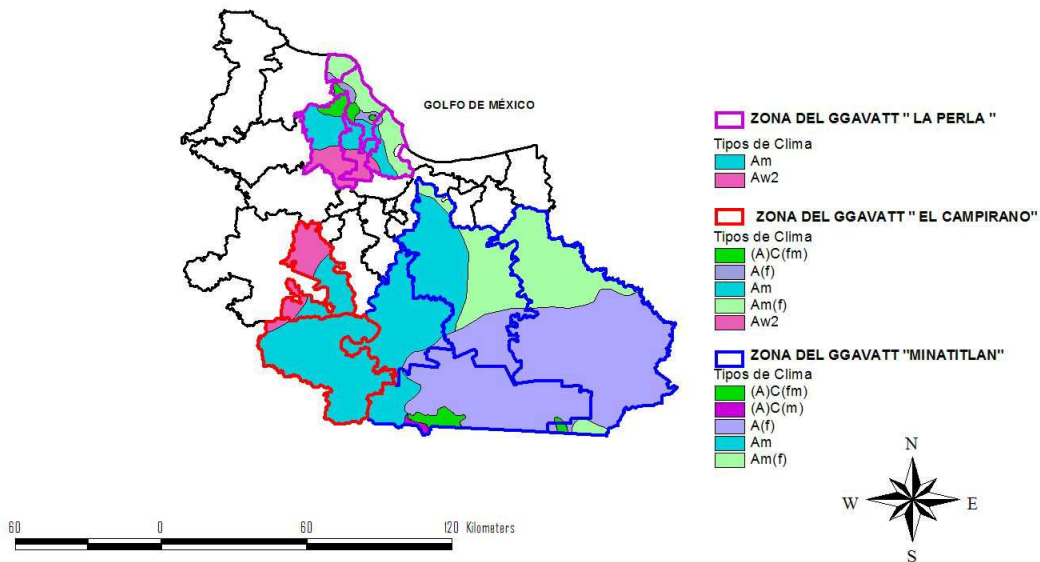 GOLFO DE MÉXICO
ZONA DEL GGAVATT " LA PERLA "
Tipos de Clima
Am
Aw2
ZONA DEL GGAVATT " EL CAMPIRANO"
Tipos de Clima
(A)C(fm)
A(f)
Am
Am(f)
Aw2
ZONA DEL GGAVATT "MINATITLAN"
Tipos de Clima
(A)C(fm)
(A)C(m)
A(f)
Am
Am(f)
N
W E
S
60 0 60 120 Kilometers